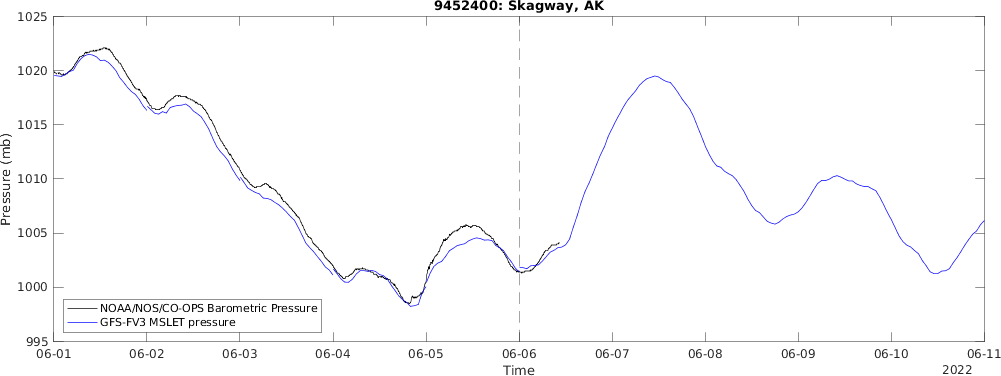 9452400: Skagway, AK
1025
1020
1015
1010
1005
1000
995
Pressure (mb)
NOAA/NOS/CO-OPS Barometric Pressure
GFS-FV3 MSLET pressure
06-01 06-02 06-03 06-04 06-05 06-06 06-07 06-08 06-09 06-10 06-11
Time
2022